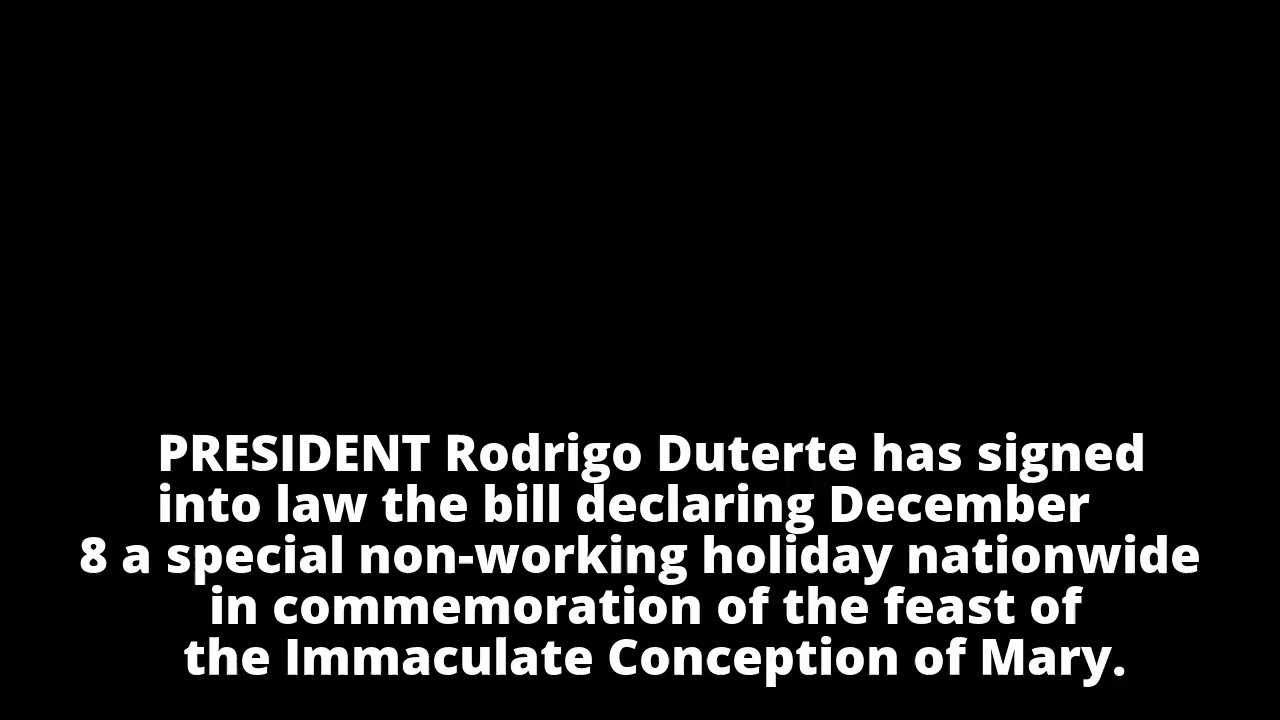 PRESIDENT Rodrigo Duterte has signed
into law the bill declaring December
8 a special non-working holiday nationwide
in commemoration of the feast of
the Immaculate Conception of Mary.